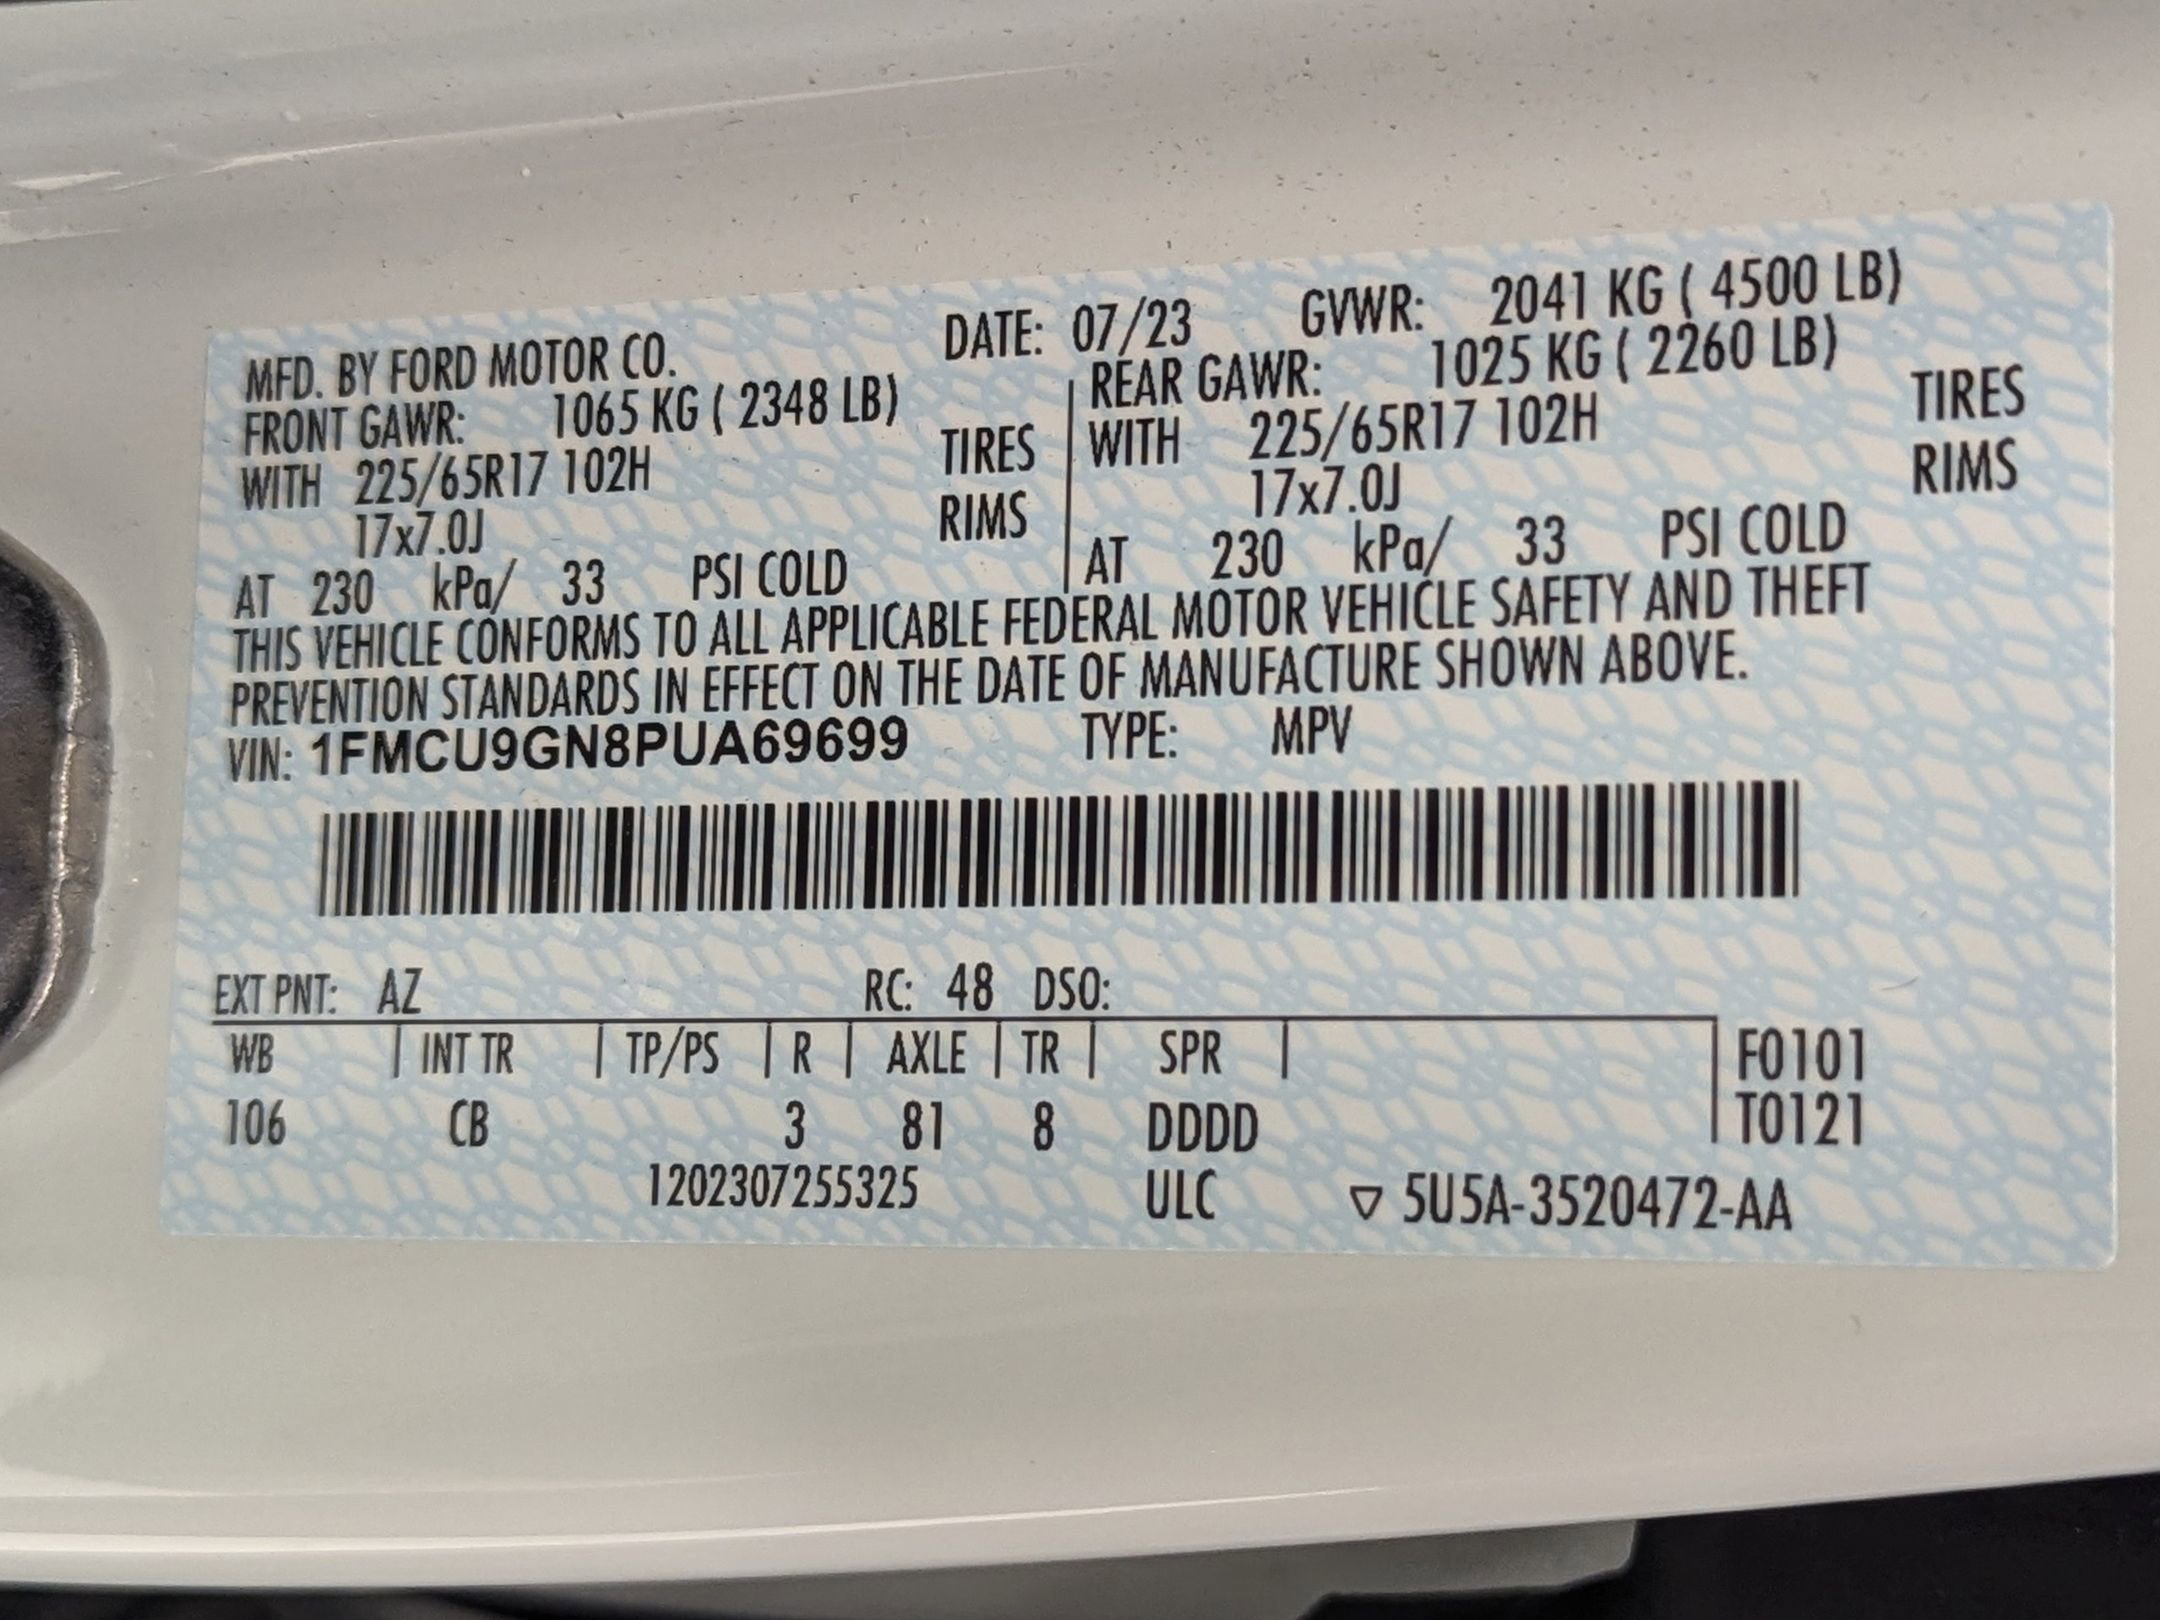 MFD. BY FORD MOTOR CO. DATE: 07/23 GVWR: 2041 KG ( 4500 LB)
FRONT GAWR: 1065 KG ( 2348 LB) REAR GAWR: 1025 KG ( 2260 LB)
WITH 225/65R17 102H TIRES WITH 225/65R17 102H TIRES
17x7.0J RIMS 17x7.0J RIMS
AT 230 kPa/ 33 PSI COLD AT 230 kPa/ 33 PSI COLD
THIS VEHICLE CONFORMS TO ALL APPLICABLE FEDERAL MOTOR VEHICLE SAFETY AND THEFT
PREVENTION STANDARDS IN EFFECT ON THE DATE OF MANUFACTURE SHOWN ABOVE.
VIN: 1FMCU9GN8PUA69699 TYPE: MPV
EXT PNT: AZ RC: 48 DSO:
WB | INT TR | TP/PS | R | AXLE | TR | SPR | F0101
106 CB 3 81 8 DDDD T0121
1202307255325 ULC ▽ 5U5A-3520472-AA